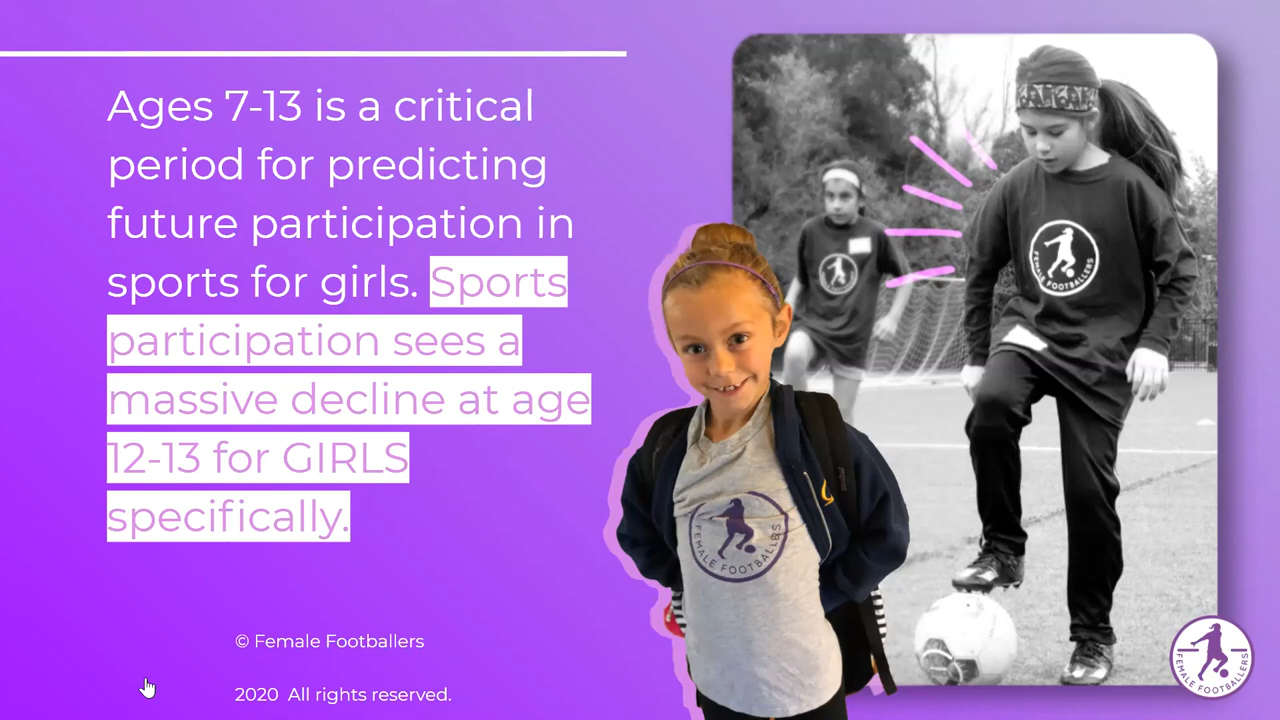 Ages 7-13 is a critical
period for predicting
future participation in
sports for girls. Sports
participation sees a
massive decline at age
12-13 for GIRLS
specifically.
© Female Footballers
2020 All rights reserved.
FEMALE FOOTBALLERS
FEMALE FOOTBALLERS
FEMALE FOOTBALLERS
FEMALE FOOTBALLERS